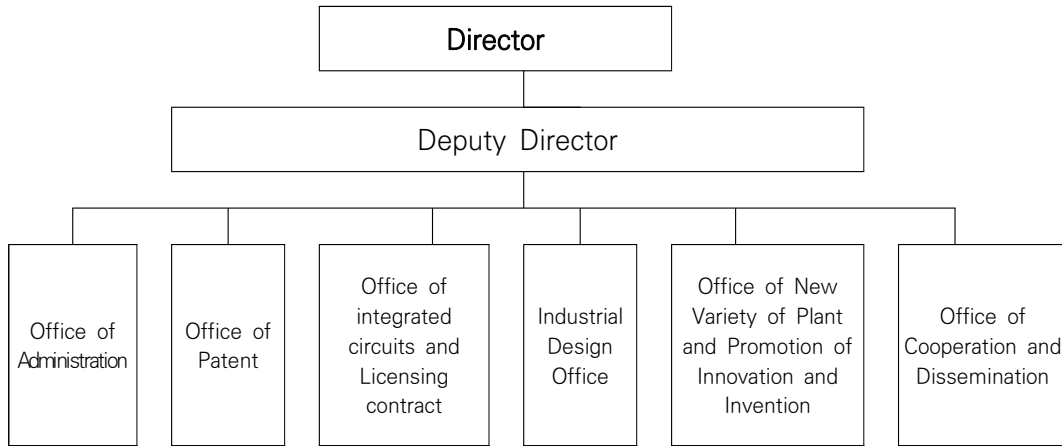 Director
Deputy Director
Office of
Administration
Office of
Patent
Office of
integrated
circuits and
Licensing
contract
Industrial
Design
Office
Office of New
Variety of Plant
and Promotion of
Innovation and
Invention
Office of
Cooperation and
Dissemination